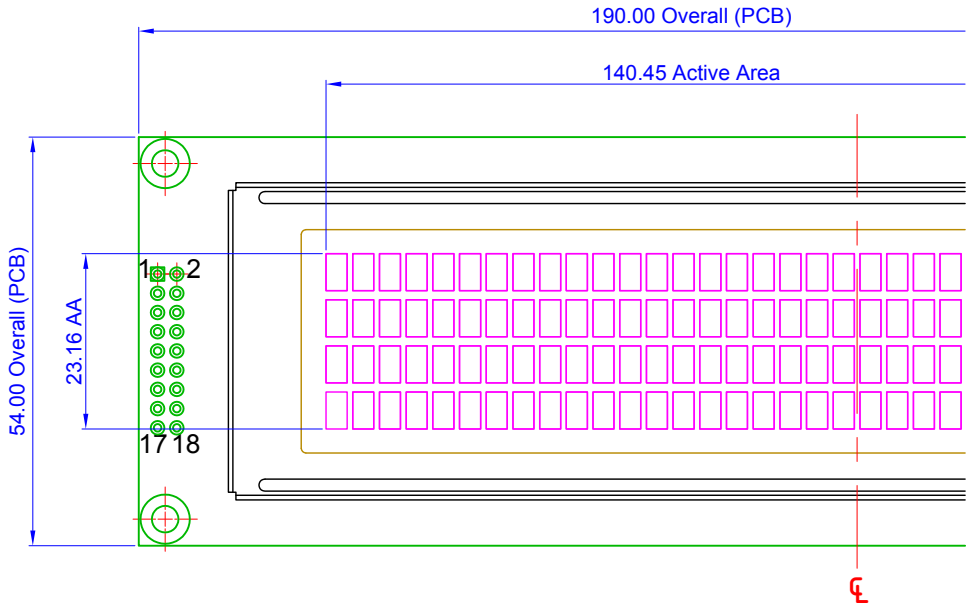 190.00 Overall (PCB)
140.45 Active Area
54.00 Overall (PCB)
23.16 AA
1 2
17 18
℄